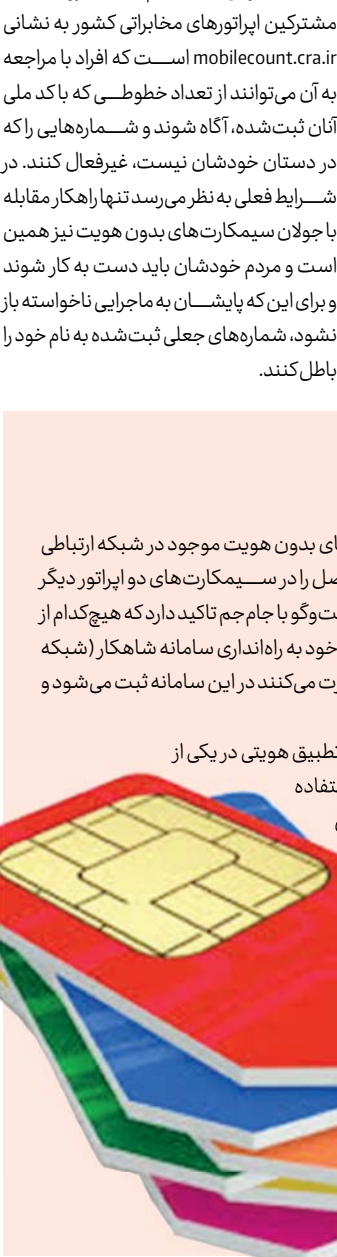 مشترکین اپراتورهای مخابراتی کشور به نشانی
mobilecount.cra.ir است که افراد با مراجعه
به آن می‌توانند از تعداد خطوطی که با کد ملی
آنان ثبت‌شده، آگاه شوند و شماره‌هایی را که
در دستان خودشان نیست، غیرفعال کنند. در
شرایط فعلی به نظر می‌رسد تنها راهکار مقابله
با جولان سیمکارت‌های بدون هویت نیز همین
است و مردم خودشان باید دست به کار شوند
و برای این که پایشان به ماجرایی ناخواسته باز
نشود، شماره‌های جعلی ثبت‌شده به نام خود را
باطل کنند.
بدون هویت موجود در شبکه ارتباطی
را در سیمکارت‌های دو اپراتور دیگر
با جام‌جم تاکید دارد که هیچ‌کدام از
خود به راه‌اندازی سامانه شاهکار (شبکه
می‌کنند در این سامانه ثبت می‌شود و
تطبیق هویتی در یکی از